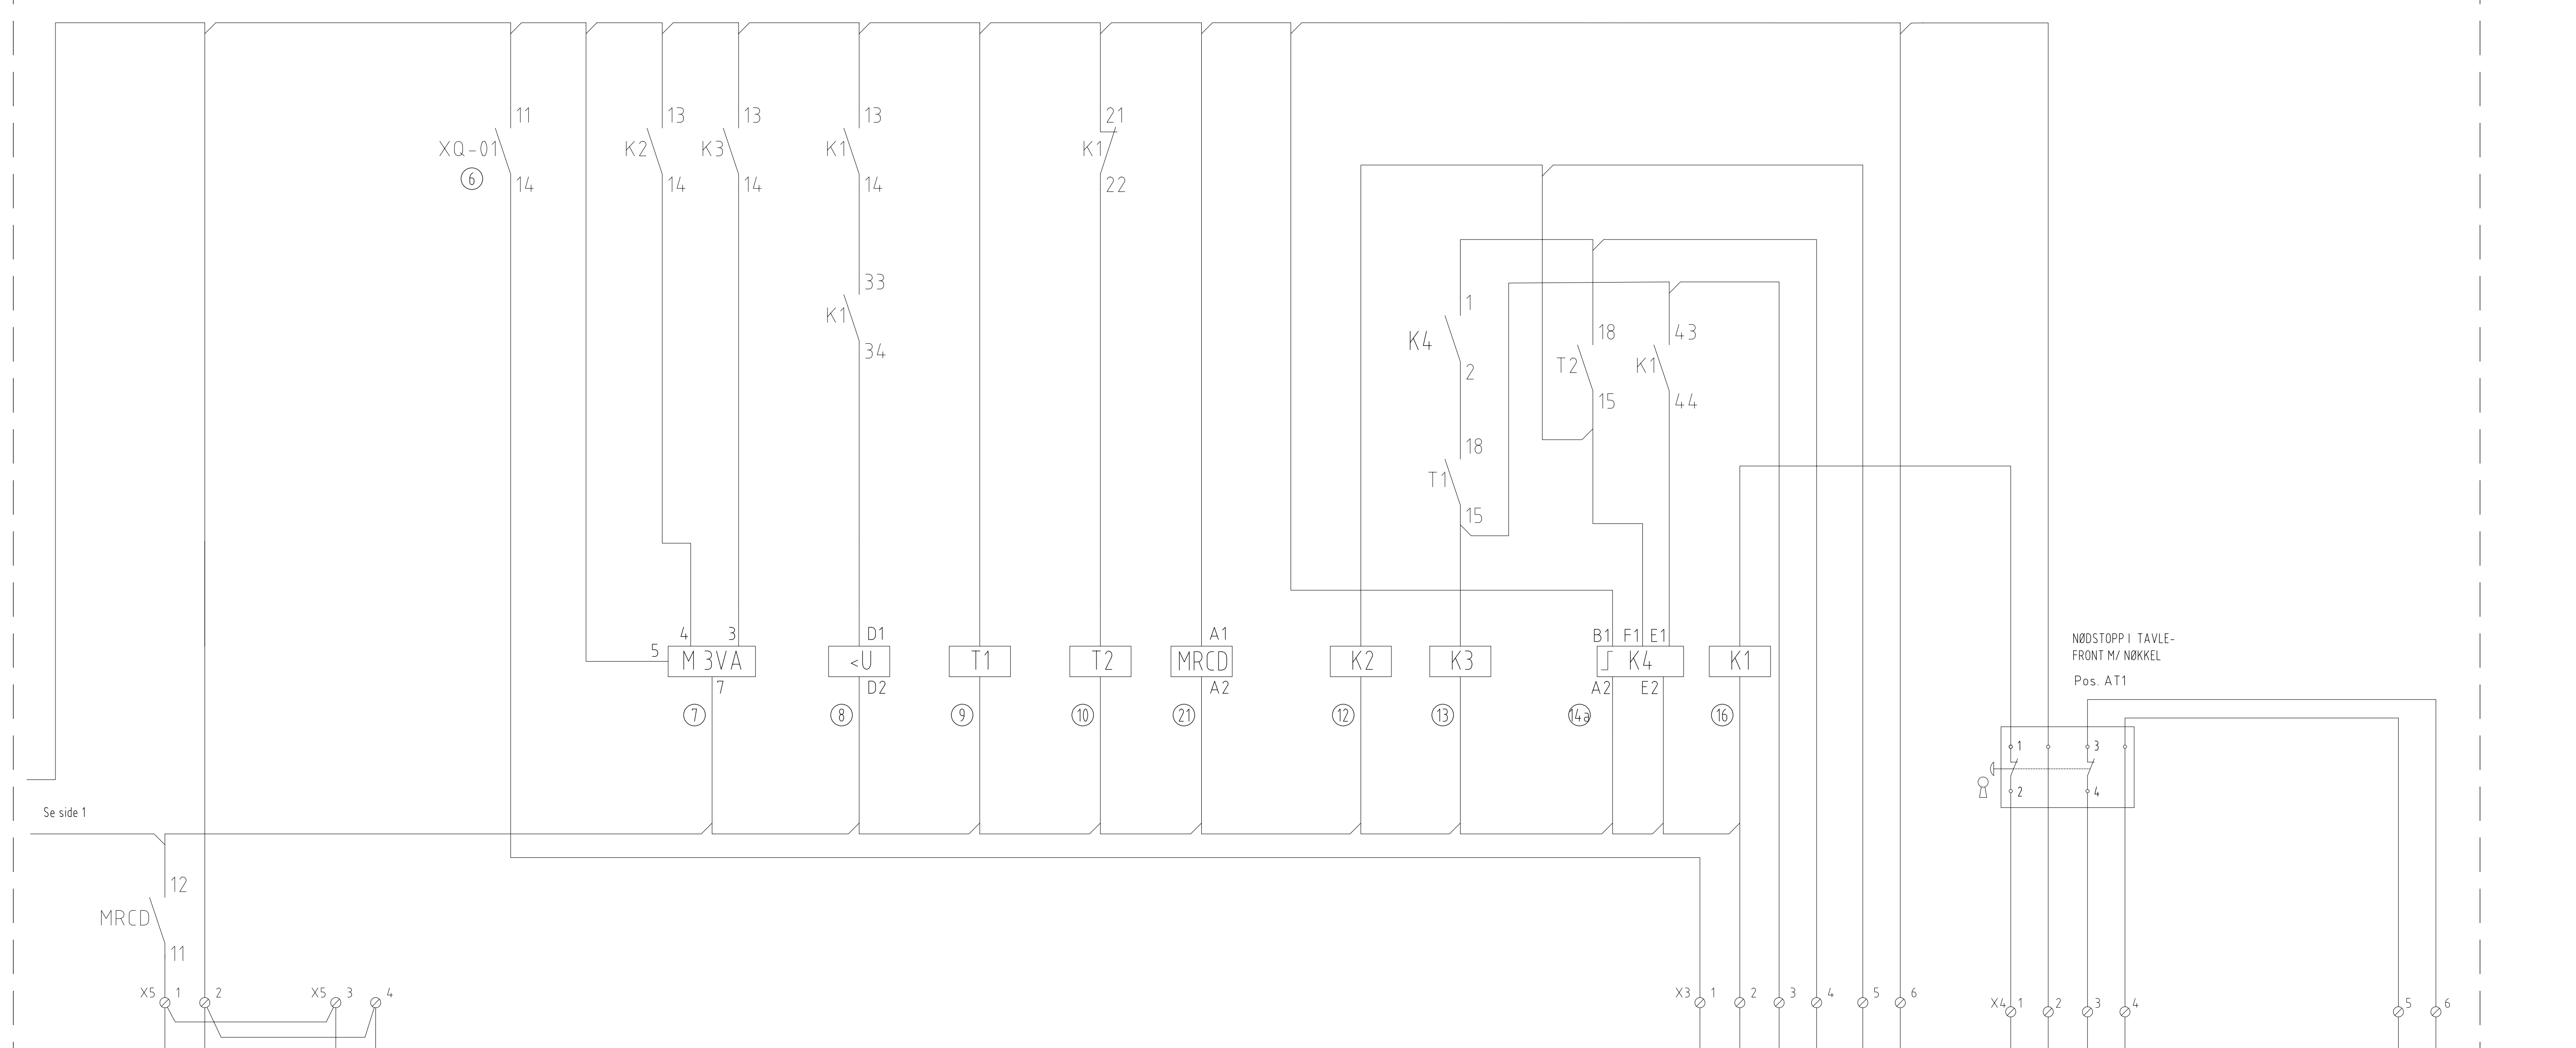 11
XQ-01
6
14
13
K2
14
13
K3
14
13
K1
14
33
K1
34
21
K1
22
1
K4
2
18
T1
15
18
T2
15
43
K1
44
4
3
5
M 3VA
7
7
D1
<U
D2
8
T1
9
T2
10
A1
MRCD
A2
21
K2
12
K3
13
B1
F1
E1
K4
A2
E2
14a
K1
16
NØDSTOPP I TAVLE-
FRONT M/ NØKKEL
Pos. AT1
1
3
2
4
Se side 1
12
MRCD
11
X5 1
2
X5 3
4
X3 1
2
3
4
5
6
X4 1
2
3
4
5
6